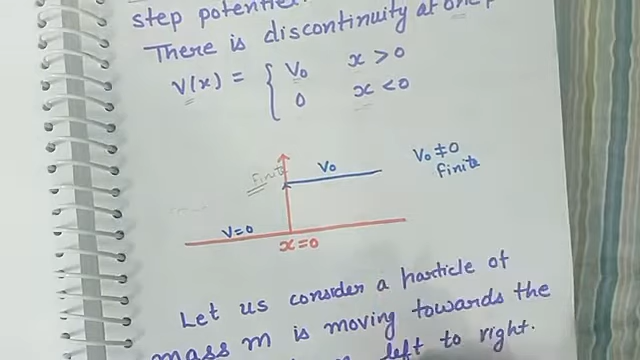 step potential
There is discontinuity at one
V(x) = { V₀ x > 0
0 x < 0
finite V₀ V₀ ≠ 0
finite
V=0
x=0
Let us consider a particle of
mass m is moving towards the
left to right.